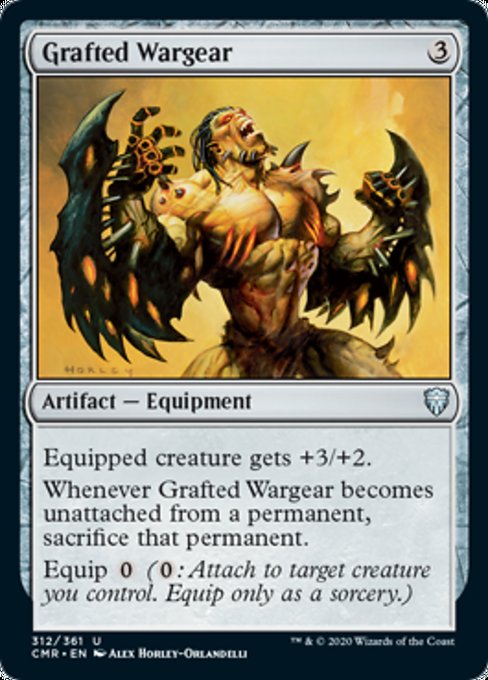 Grafted Wargear 3
HORLEY
Artifact — Equipment
Equipped creature gets +3/+2.
Whenever Grafted Wargear becomes
unattached from a permanent,
sacrifice that permanent.
Equip 0 (0: Attach to target creature
you control. Equip only as a sorcery.)
312/361 U
CMR • EN Alex Horley-Orlandelli
™ & © 2020 Wizards of the Coast